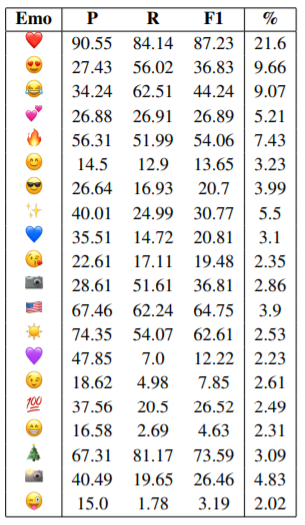 Emo P R F1 %
❤️ 90.55 84.14 87.23 21.6
😍 27.43 56.02 36.83 9.66
😂 34.24 62.51 44.24 9.07
💕 26.88 26.91 26.89 5.21
🔥 56.31 51.99 54.06 7.43
😊 14.5 12.9 13.65 3.23
😎 26.64 16.93 20.7 3.99
✨ 40.01 24.99 30.77 5.5
💙 35.51 14.72 20.81 3.1
😘 22.61 17.11 19.48 2.35
📷 28.61 51.61 36.81 2.86
🇺🇸 67.46 62.24 64.75 3.9
☀️ 74.35 54.07 62.61 2.53
💜 47.85 7.0 12.22 2.23
😉 18.62 4.98 7.85 2.61
💯 37.56 20.5 26.52 2.49
😁 16.58 2.69 4.63 2.31
🎄 67.31 81.17 73.59 3.09
📸 40.49 19.65 26.46 4.83
😜 15.0 1.78 3.19 2.02